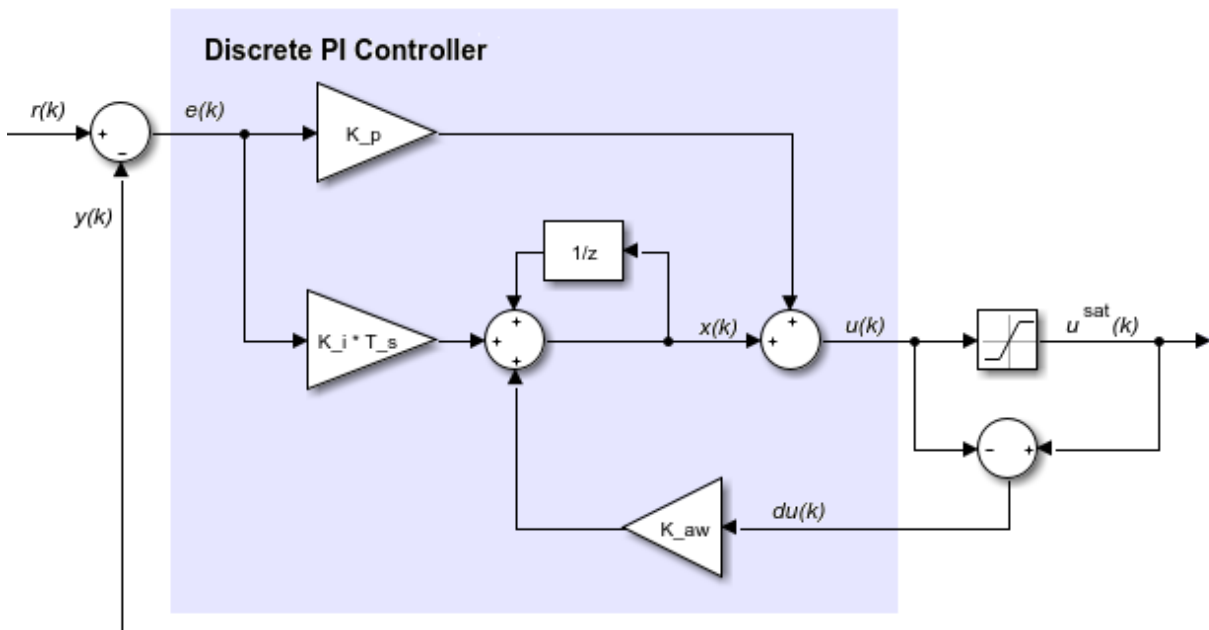 Discrete PI Controller
r(k)
+
−
e(k)
y(k)
K_p
1/z
K_i * T_s
+
+
+
x(k)
+
+
u(k)
u^sat(k)
−
+
K_aw
du(k)